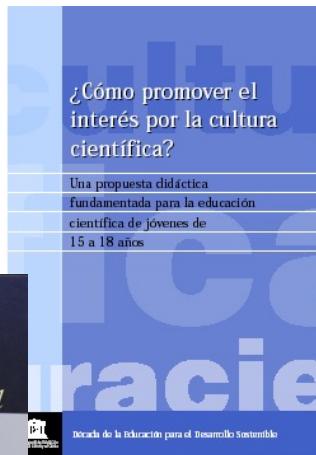 ¿Cómo promover el
interés por la cultura
científica?
Una propuesta didáctica
fundamentada para la educación
científica de jóvenes de
15 a 18 años
Década de la Educación para el Desarrollo Sostenible